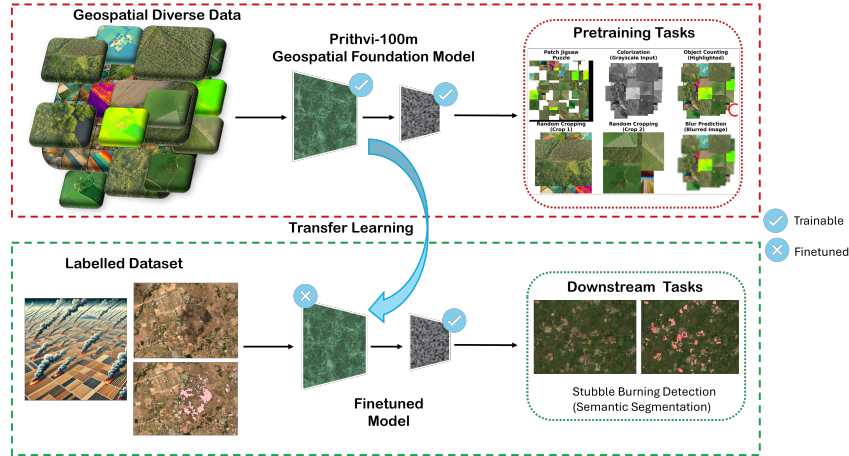 Geospatial Diverse Data
Prithvi-100m
Geospatial Foundation Model
Pretraining Tasks
Patch Jigsaw
Puzzle
Colorization
(Grayscale Input)
Object Counting
(Highlighted)
Random Cropping
(Crop 1)
Random Cropping
(Crop 2)
Blur Prediction
(Blurred Image)
Transfer Learning
Trainable
Finetuned
Labelled Dataset
Finetuned
Model
Downstream Tasks
Stubble Burning Detection
(Semantic Segmentation)